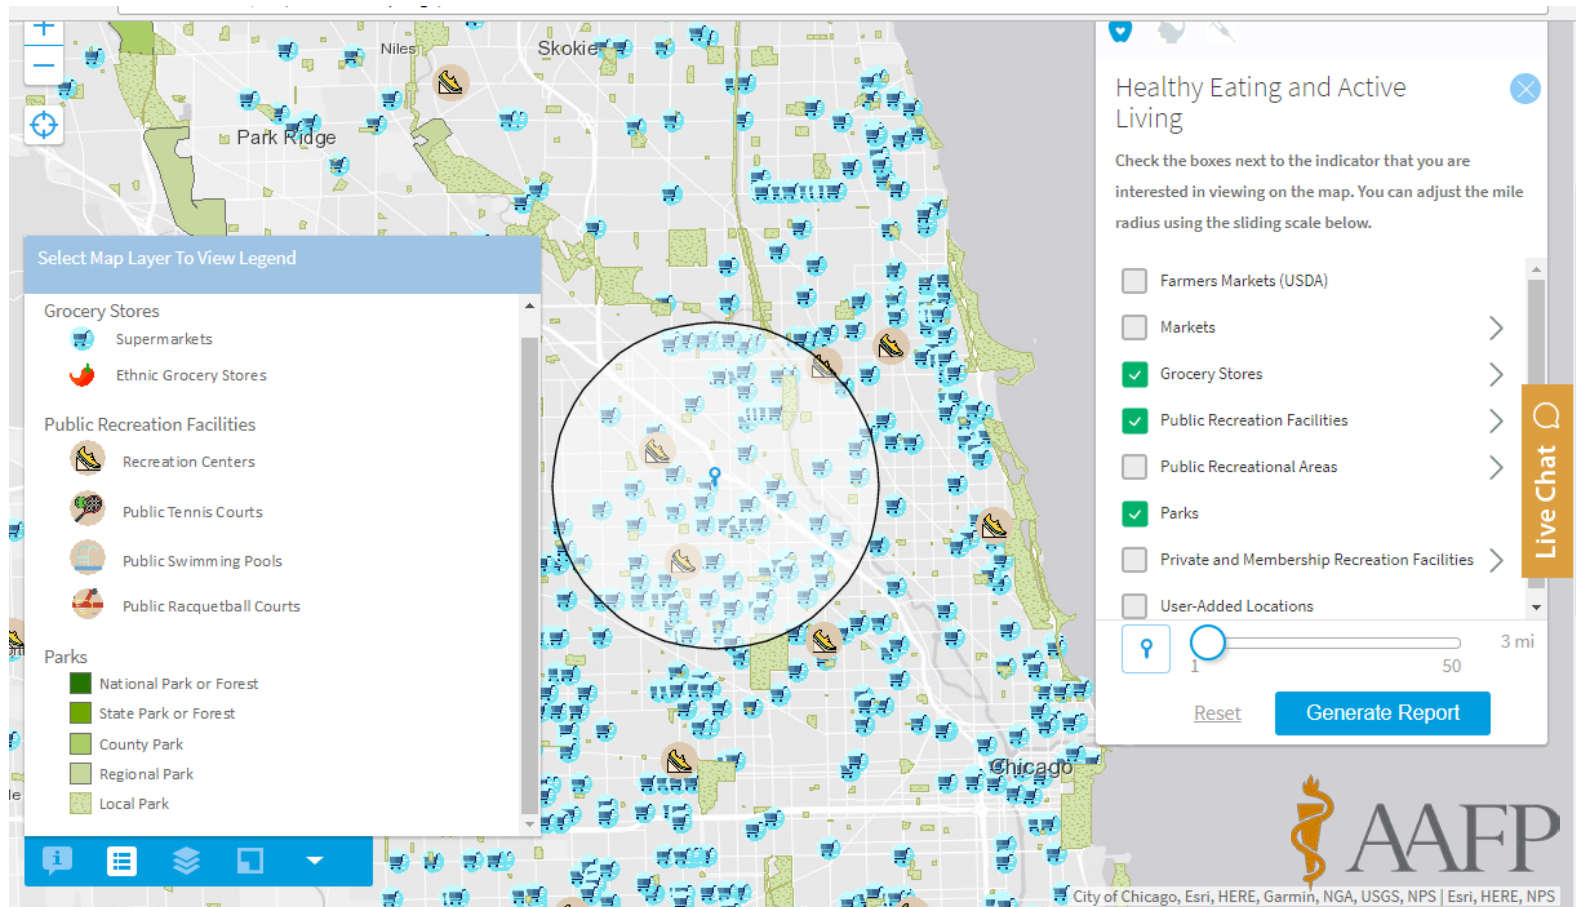 Niles
Skokie
Park Ridge
Chicago
Select Map Layer To View Legend
Grocery Stores
Supermarkets
Ethnic Grocery Stores
Public Recreation Facilities
Recreation Centers
Public Tennis Courts
Public Swimming Pools
Public Racquetball Courts
Parks
National Park or Forest
State Park or Forest
County Park
Regional Park
Local Park
Healthy Eating and Active
Living
Check the boxes next to the indicator that you are
interested in viewing on the map. You can adjust the mile
radius using the sliding scale below.
Farmers Markets (USDA)
Markets
Grocery Stores
Public Recreation Facilities
Public Recreational Areas
Parks
Private and Membership Recreation Facilities
User-Added Locations
1
50
3 mi
Reset
Generate Report
Live Chat
AAFP
City of Chicago, Esri, HERE, Garmin, NGA, USGS, NPS | Esri, HERE, NPS